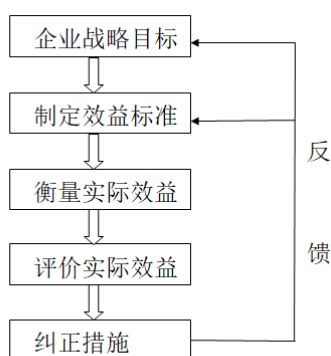 企业战略目标
制定效益标准
衡量实际效益
评价实际效益
纠正措施
反
馈